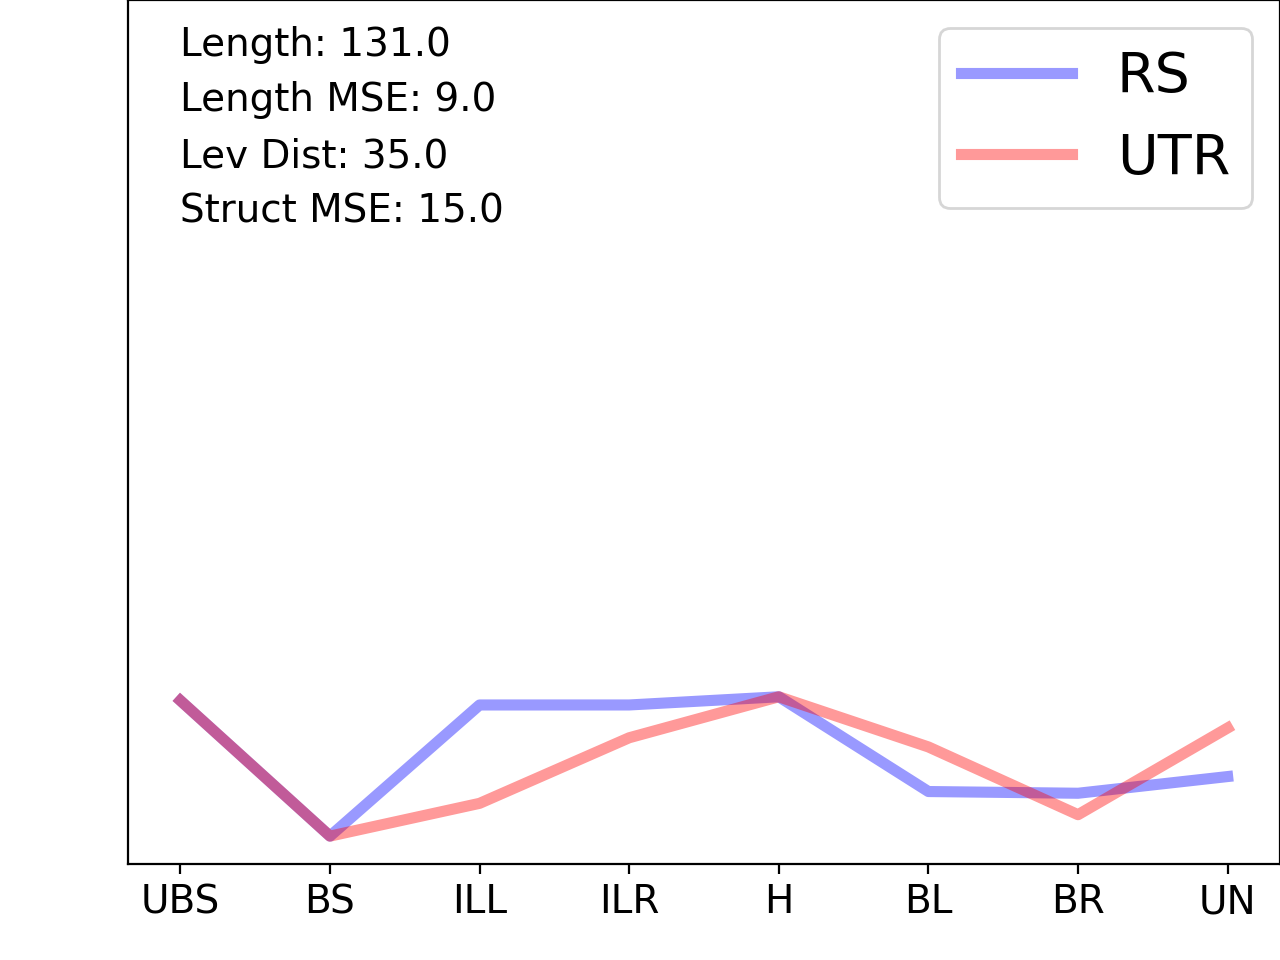 Length: 131.0
Length MSE: 9.0
Lev Dist: 35.0
Struct MSE: 15.0
RS
UTR
UBS BS ILL ILR H BL BR UN